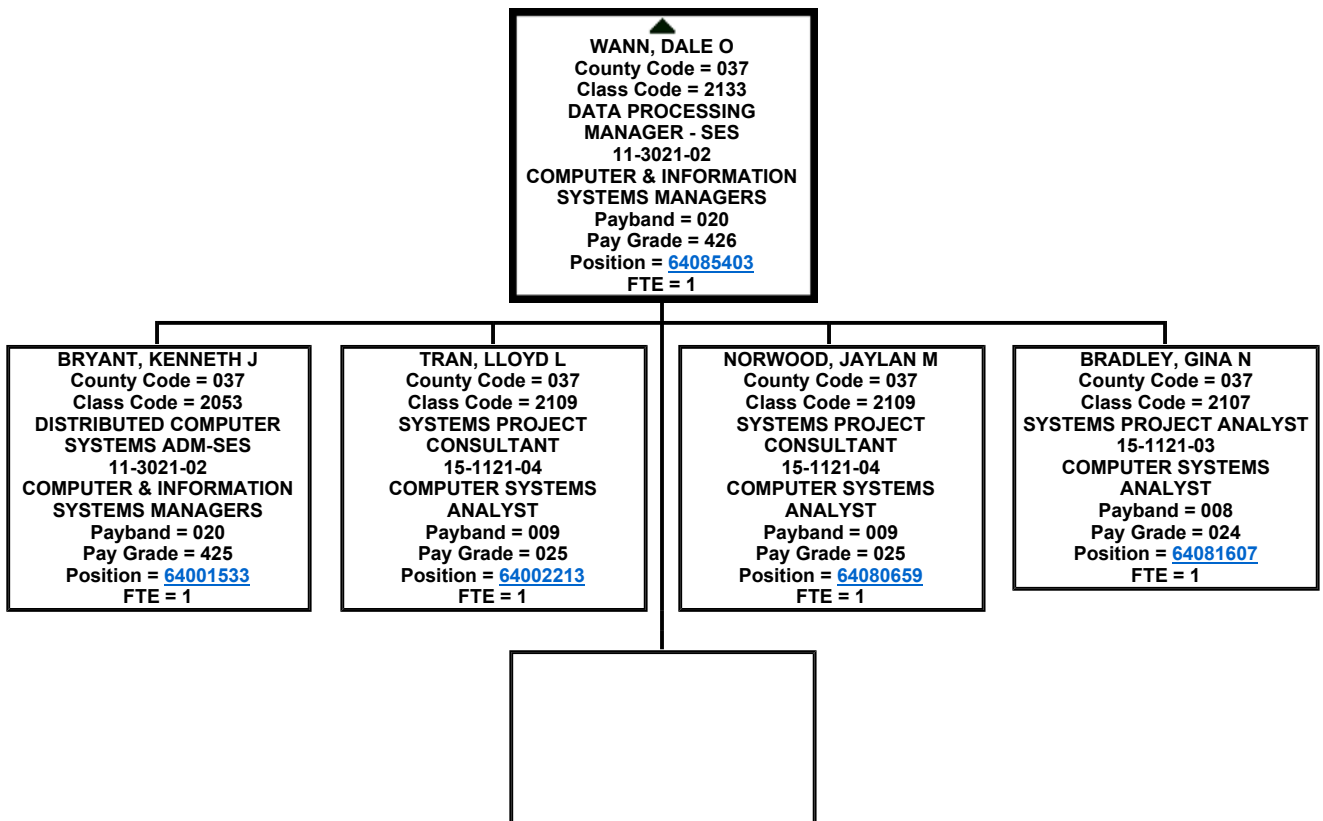 WANN, DALE O
County Code = 037
Class Code = 2133
DATA PROCESSING
MANAGER - SES
11-3021-02
COMPUTER & INFORMATION
SYSTEMS MANAGERS
Payband = 020
Pay Grade = 426
Position = 64085403
FTE = 1
BRYANT, KENNETH J
County Code = 037
Class Code = 2053
DISTRIBUTED COMPUTER
SYSTEMS ADM-SES
11-3021-02
COMPUTER & INFORMATION
SYSTEMS MANAGERS
Payband = 020
Pay Grade = 425
Position = 64001533
FTE = 1
TRAN, LLOYD L
County Code = 037
Class Code = 2109
SYSTEMS PROJECT
CONSULTANT
15-1121-04
COMPUTER SYSTEMS
ANALYST
Payband = 009
Pay Grade = 025
Position = 64002213
FTE = 1
NORWOOD, JAYLAN M
County Code = 037
Class Code = 2109
SYSTEMS PROJECT
CONSULTANT
15-1121-04
COMPUTER SYSTEMS
ANALYST
Payband = 009
Pay Grade = 025
Position = 64080659
FTE = 1
BRADLEY, GINA N
County Code = 037
Class Code = 2107
SYSTEMS PROJECT ANALYST
15-1121-03
COMPUTER SYSTEMS
ANALYST
Payband = 008
Pay Grade = 024
Position = 64081607
FTE = 1